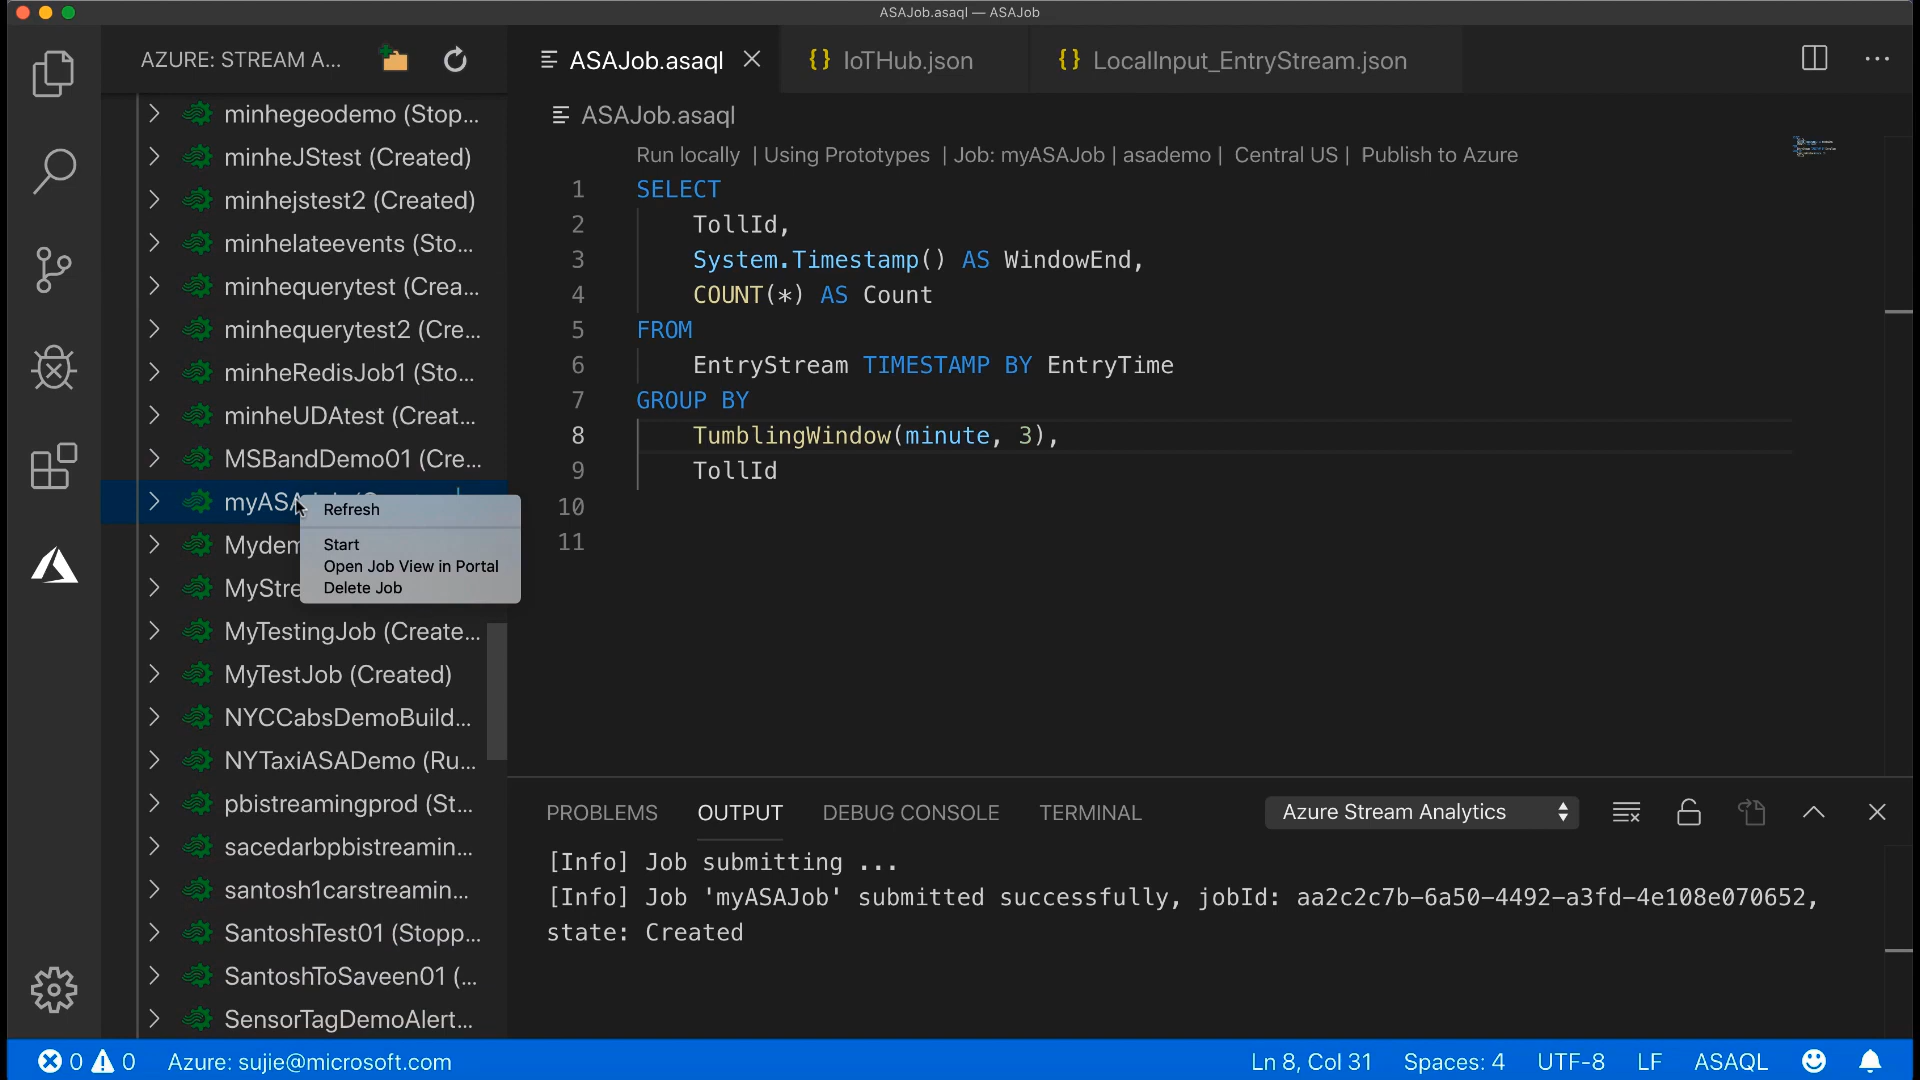 ASAJob.asaql — ASAJob
AZURE: STREAM A...
ASAJob.asaql
{} IoTHub.json
{} LocalInput_EntryStream.json
ASAJob.asaql
Run locally | Using Prototypes | Job: myASAJob | asademo | Central US | Publish to Azure
minhegeodemo (Stop...
minheJStest (Created)
minhejstest2 (Created)
minhelateevents (Sto...
minhequerytest (Crea...
minhequerytest2 (Cre...
minheRedisJob1 (Sto...
minheUDAtest (Creat...
MSBandDemo01 (Cre...
myASA
Mydem
MyStre
MyTestingJob (Create...
MyTestJob (Created)
NYCCabsDemoBuild...
NYTaxiASADemo (Ru...
pbistreamingprod (St...
sacedarbpbistreamin...
santosh1carstreamin...
SantoshTest01 (Stopp...
SantoshToSaveen01 (...
SensorTagDemoAlert...
Refresh
Start
Open Job View in Portal
Delete Job
1 SELECT
2 TollId,
3 System.Timestamp() AS WindowEnd,
4 COUNT(*) AS Count
5 FROM
6 EntryStream TIMESTAMP BY EntryTime
7 GROUP BY
8 TumblingWindow(minute, 3),
9 TollId
10
11
PROBLEMS OUTPUT DEBUG CONSOLE TERMINAL
Azure Stream Analytics
[Info] Job submitting ...
[Info] Job 'myASAJob' submitted successfully, jobId: aa2c2c7b-6a50-4492-a3fd-4e108e070652,
state: Created
0 0 Azure: sujie@microsoft.com
Ln 8, Col 31 Spaces: 4 UTF-8 LF ASAQL